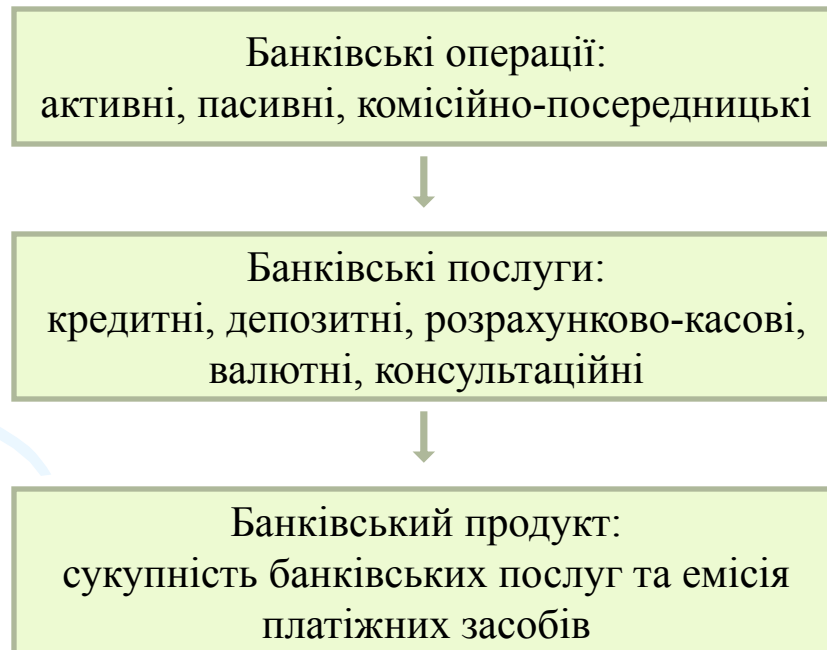 Банківські операції:
активні, пасивні, комісійно-посередницькі
Банківські послуги:
кредитні, депозитні, розрахунково-касові,
валютні, консультаційні
Банківський продукт:
сукупність банківських послуг та емісія
платіжних засобів